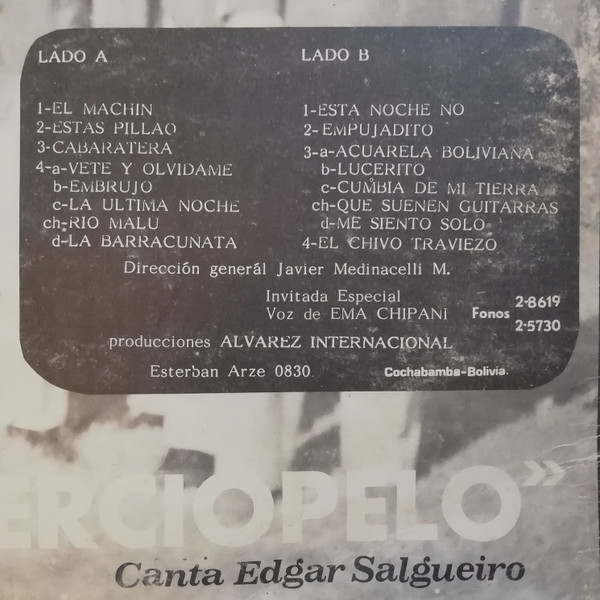 LADO A
1-EL MACHIN
2-ESTAS PILLAO
3-CABARATERA
4-a-VETE Y OLVIDAME
b-EMBRUJO
c-LA ULTIMA NOCHE
ch-RIO MALU
d-LA BARRACUNATA
LADO B
1-ESTA NOCHE NO
2-EMPUJADITO
3-a-ACUARELA BOLIVIANA
b-LUCERITO
c-CUMBIA DE MI TIERRA
ch-QUE SUENEN GUITARRAS
d-ME SIENTO SOLO
4-EL CHIVO TRAVIEZO
Dirección generál Javier Medinacelli M.
Invitada Especial
Voz de EMA CHIPANI
Fonos 2-8619
2-5730
producciones ALVAREZ INTERNACIONAL
Esterban Arze 0830
Cochabamba-Bolivia.
ERCIOPELO”
Canta Edgar Salgueiro